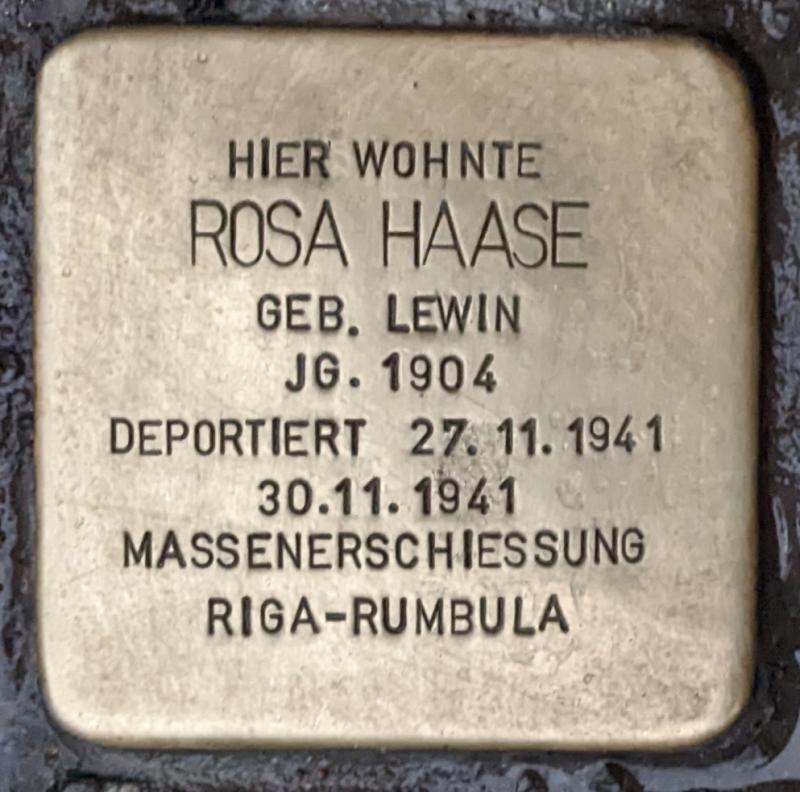 HIER WOHNTE
ROSA HAASE
GEB. LEWIN
JG. 1904
DEPORTIERT 27.11.1941
30.11.1941
MASSENERSCHIESSUNG
RIGA-RUMBULA